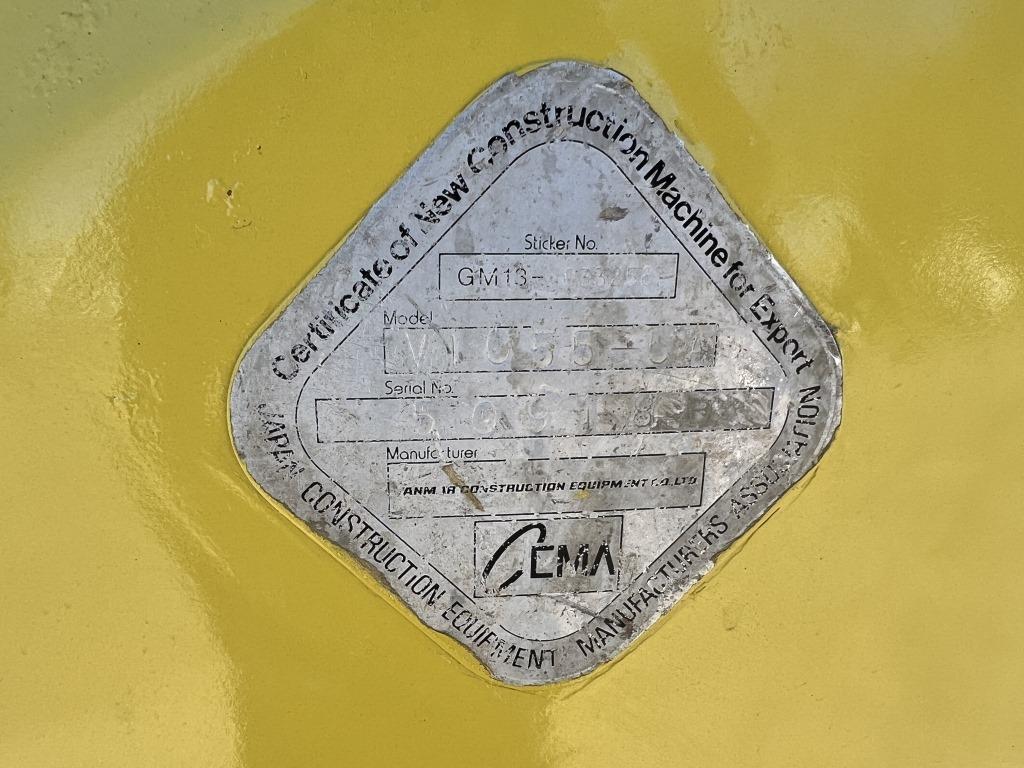 Certificate of New Construction Machine for Export
Sticker No.
GM13-
Model
Serial No.
Manufacturer
YANMAR CONSTRUCTION EQUIPMENT CO.,LTD
CEMA
JAPAN CONSTRUCTION EQUIPMENT MANUFACTURERS ASSOCIATION